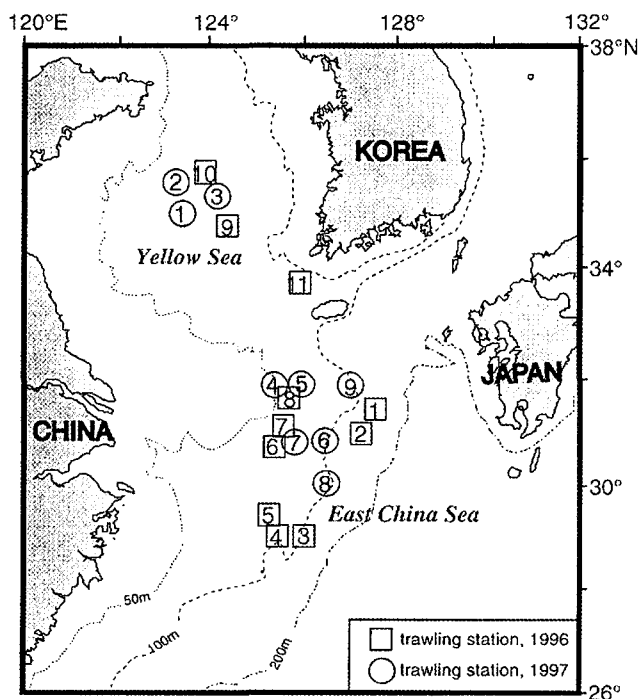 120°E 124° 128° 132°
38°N
KOREA
10
2
3
1
9
Yellow Sea
34°
11
4 5
9
8
JAPAN
1
7
CHINA
2
6 7 6
8
30°
5
East China Sea
4 3
50m
100m
200m
trawling station, 1996
trawling station, 1997
26°